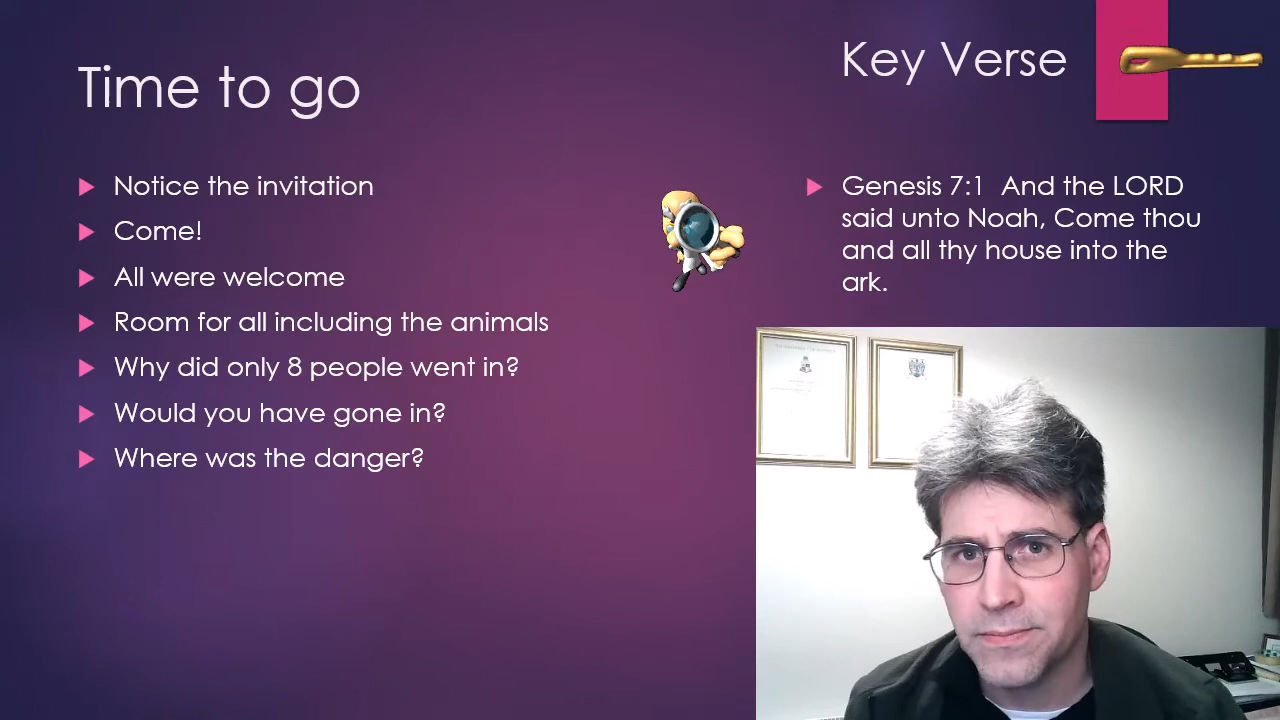 Time to go
Notice the invitation
Come!
All were welcome
Room for all including the animals
Why did only 8 people went in?
Would you have gone in?
Where was the danger?
Key Verse
Genesis 7:1  And the LORD
said unto Noah, Come thou
and all thy house into the
ark.